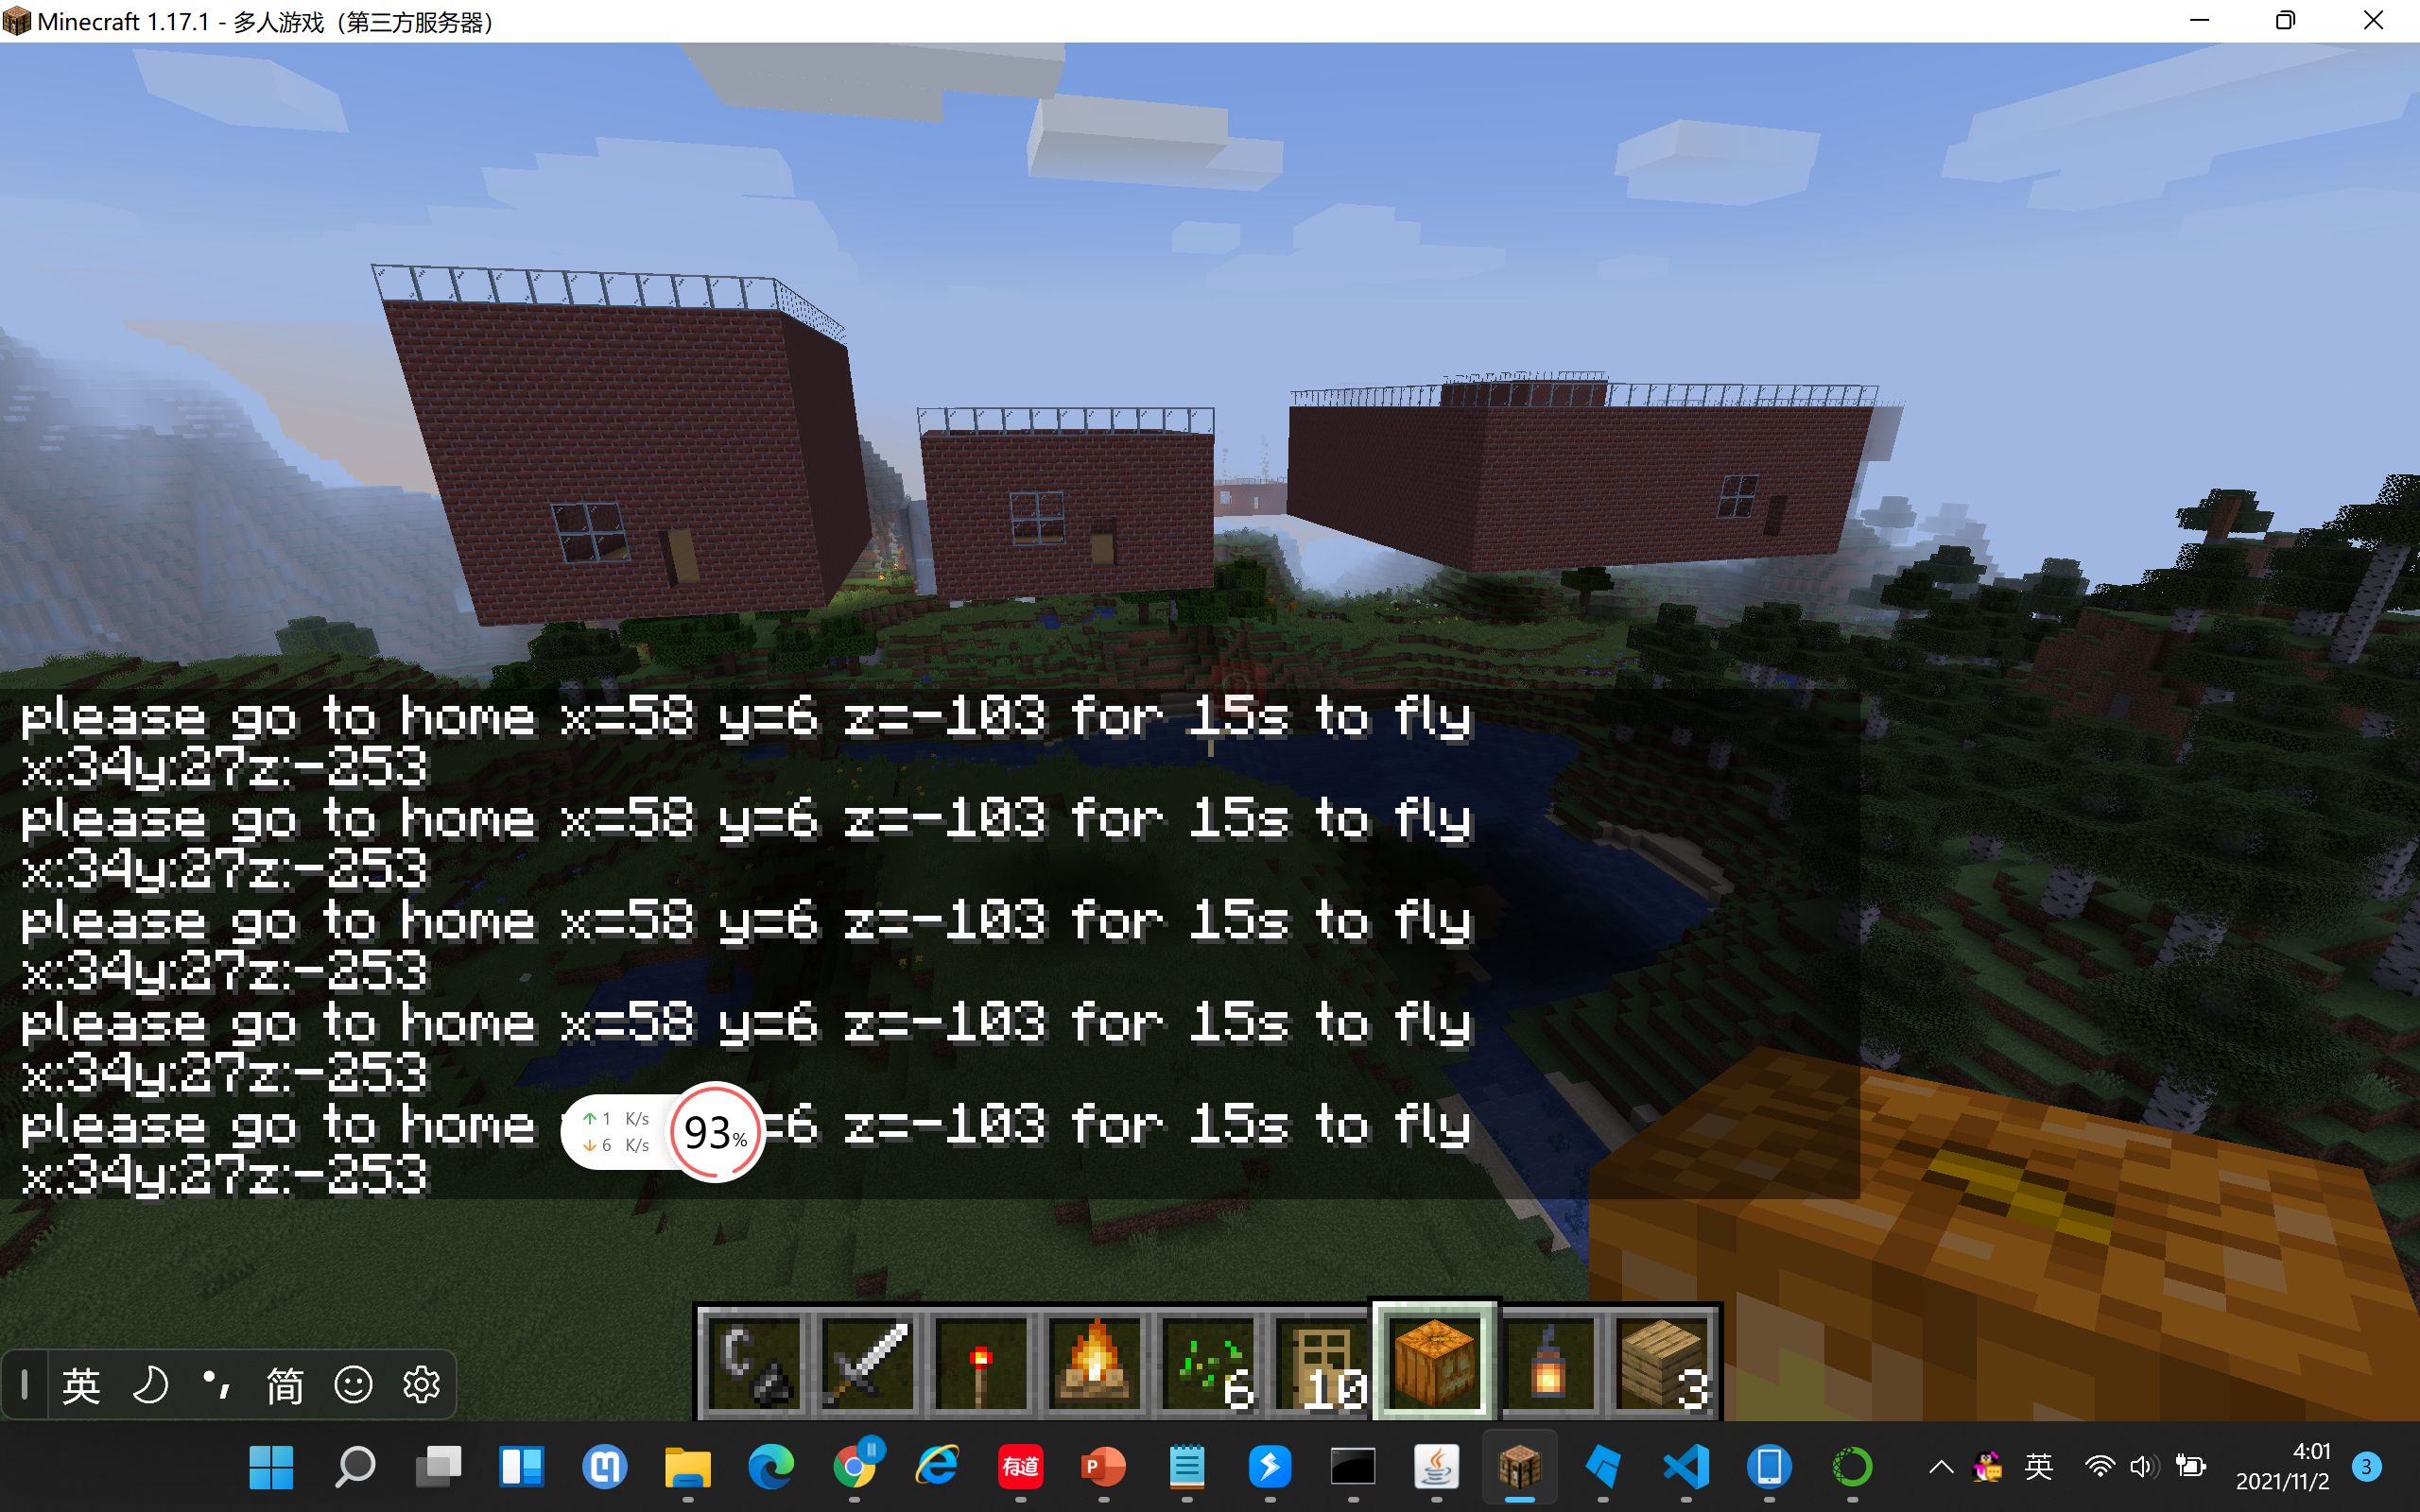 Minecraft 1.17.1 - 多人游戏（第三方服务器）
please go to home x=58 y=6 z=-103 for 15s to fly
x:34y:27z:-253
please go to home x=58 y=6 z=-103 for 15s to fly
x:34y:27z:-253
please go to home x=58 y=6 z=-103 for 15s to fly
x:34y:27z:-253
please go to home x=58 y=6 z=-103 for 15s to fly
x:34y:27z:-253
please go to home =6 z=-103 for 15s to fly
x:34y:27z:-253
↑ 1 K/s
↓ 6 K/s
93%
6
10
3
英 简
有道
P
英
4:01
2021/11/2
3